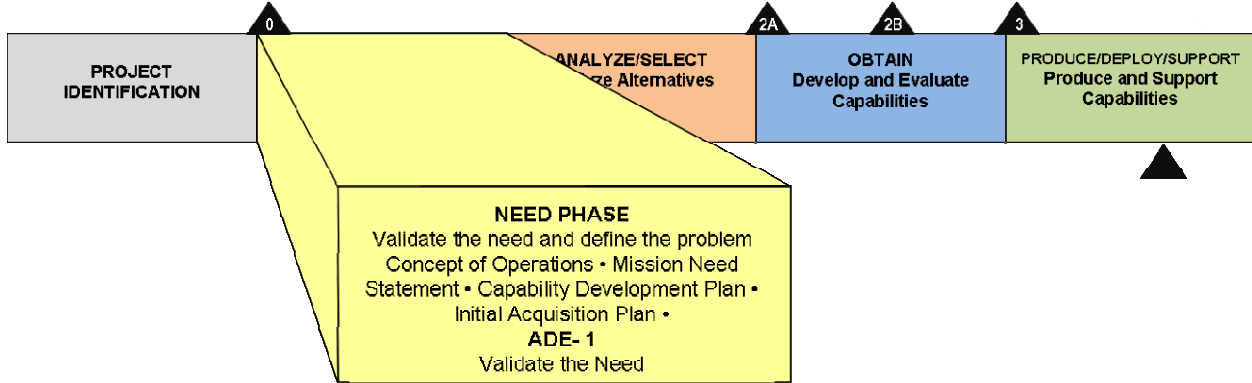 0
2A
2B
3
PROJECT
IDENTIFICATION
ANALYZE/SELECT
Alternatives
OBTAIN
Develop and Evaluate
Capabilities
PRODUCE/DEPLOY/SUPPORT
Produce and Support
Capabilities
NEED PHASE
Validate the need and define the problem
Concept of Operations • Mission Need
Statement • Capability Development Plan •
Initial Acquisition Plan •
ADE- 1
Validate the Need